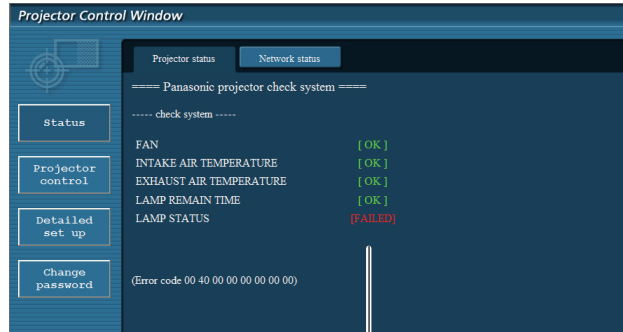 Projector Control Window
Projector status
Network status
==== Panasonic projector check system ====
----- check system -----
Status
FAN [ OK ]
INTAKE AIR TEMPERATURE [ OK ]
EXHAUST AIR TEMPERATURE [ OK ]
LAMP REMAIN TIME [ OK ]
LAMP STATUS [FAILED]
Projector
control
Detailed
set up
Change
password
(Error code 00 40 00 00 00 00 00 00)